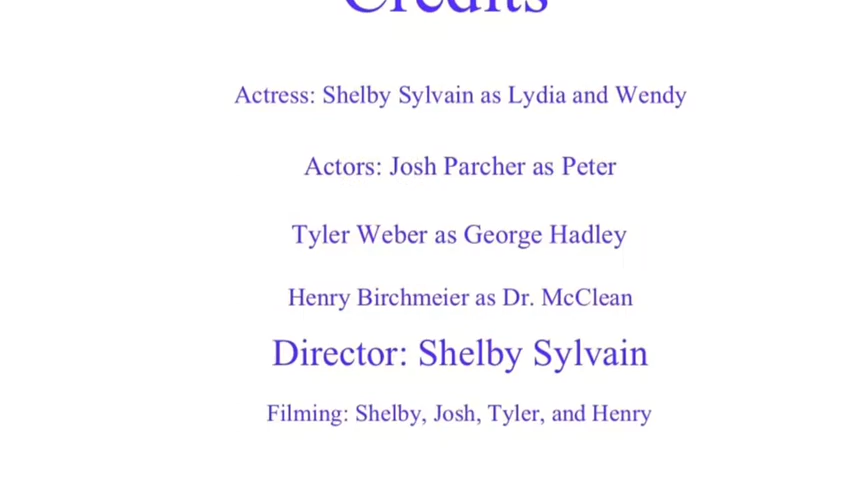 Credits
Actress: Shelby Sylvain as Lydia and Wendy
Actors: Josh Parcher as Peter
Tyler Weber as George Hadley
Henry Birchmeier as Dr. McClean
Director: Shelby Sylvain
Filming: Shelby, Josh, Tyler, and Henry